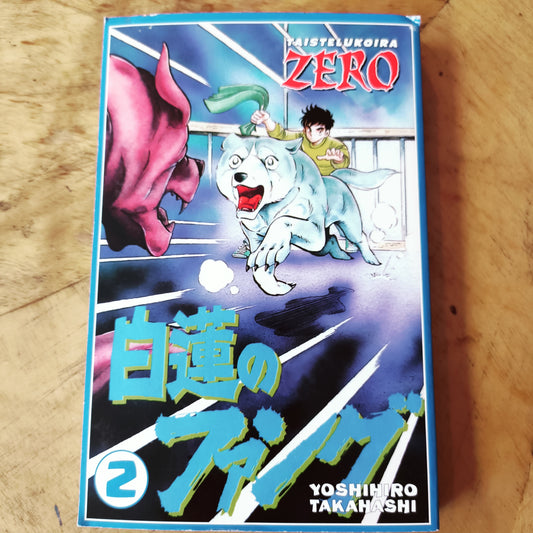 TAISTELUKOIRA
ZERO
白蓮の
ファング
2
YOSHIHIRO
TAKAHASHI